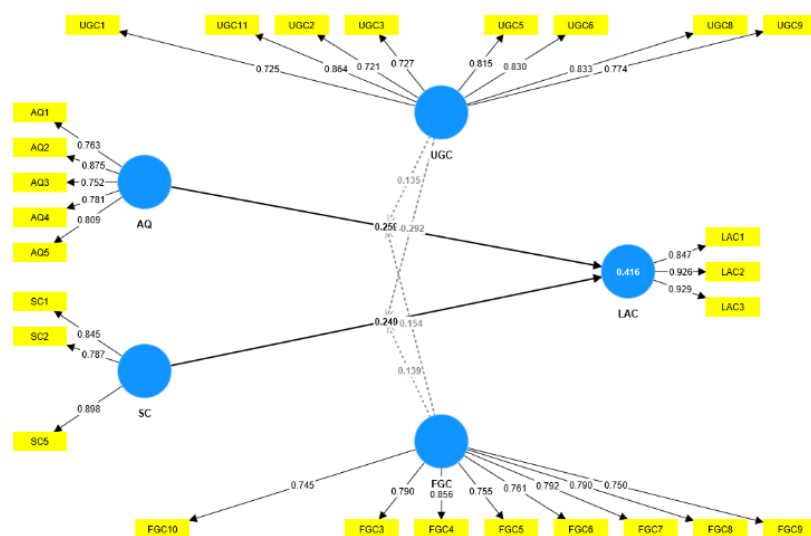 UGC1 UGC11 UGC2 UGC3 UGC5 UGC6 UGC8 UGC9
0.725 0.864 0.721 0.727 0.815 0.830 0.833 0.774
UGC
AQ1
AQ2
AQ3
AQ4
AQ5
0.763
0.875
0.752
0.781
0.809
AQ
0.135
0.292
LAC1
LAC2
LAC3
0.847
0.926
0.929
0.416
LAC
SC1
SC2
SC5
0.845
0.787
0.898
SC
0.249
0.154
0.139
FGC
0.745 0.790 0.856 0.755 0.761 0.792 0.790 0.750
FGC10 FGC3 FGC4 FGC5 FGC6 FGC7 FGC8 FGC9